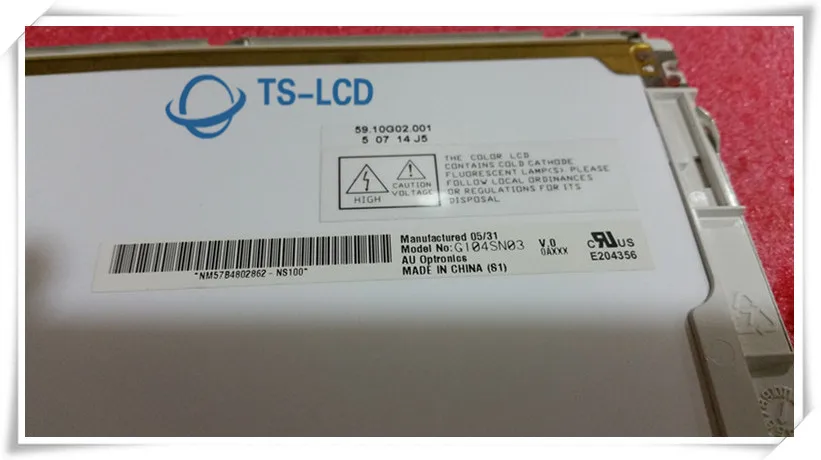 TS-LCD
59.10G02.001
5 07 14 J5
THE COLOR LCD
CONTAINS COLD CATHODE
FLUORESCENT LAMP(S). PLEASE
FOLLOW LOCAL ORDINANCES
OR REGULATIONS FOR ITS
DISPOSAL
CAUTION
HIGH VOLTAGE
Manufactured 05/31
Model No: G104SN03 V.0
AU Optronics 0AXXX
MADE IN CHINA (S1)
C RU US
E204356
*NM57B4802862-NS100*